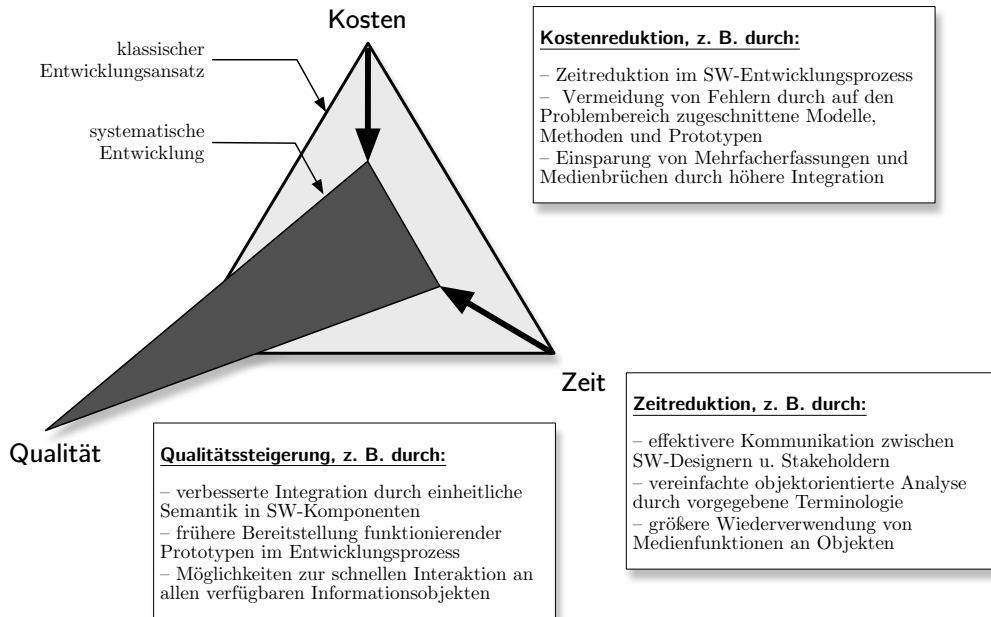 Kosten
klassischer
Entwicklungsansatz
systematische
Entwicklung
Kostenreduktion, z. B. durch:
– Zeitreduktion im SW-Entwicklungsprozess
– Vermeidung von Fehlern durch auf den
Problembereich zugeschnittene Modelle,
Methoden und Prototypen
– Einsparung von Mehrfacherfassungen und
Medienbrüchen durch höhere Integration
Zeit
Zeitreduktion, z. B. durch:
– effektivere Kommunikation zwischen
SW-Designern u. Stakeholdern
– vereinfachte objektorientierte Analyse
durch vorgegebene Terminologie
– größere Wiederverwendung von
Medienfunktionen an Objekten
Qualität
Qualitätssteigerung, z. B. durch:
– verbesserte Integration durch einheitliche
Semantik in SW-Komponenten
– frühere Bereitstellung funktionierender
Prototypen im Entwicklungsprozess
– Möglichkeiten zur schnellen Interaktion an
allen verfügbaren Informationsobjekten